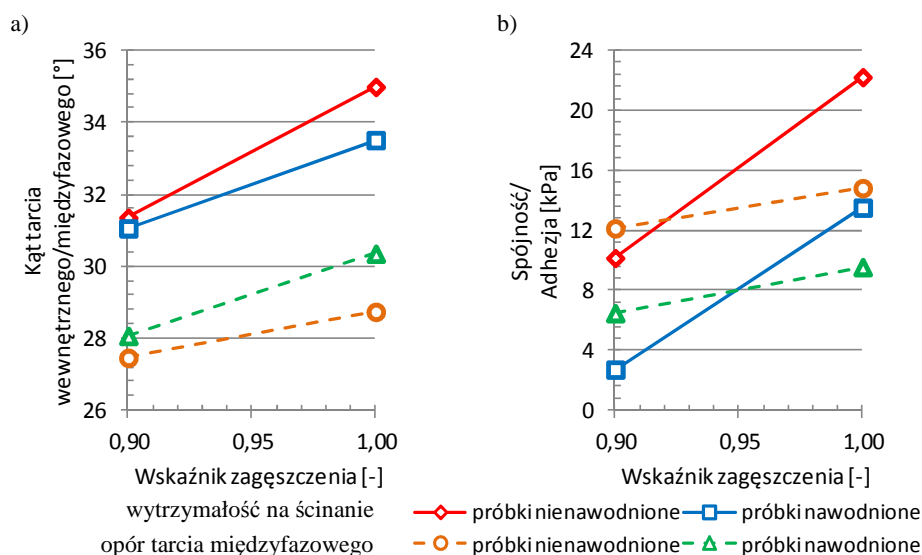 a)
Kąt tarcia
wewnętrznego/międzyfazowego [°]
36
34
32
30
28
26
0,90
0,95
1,00
Wskaźnik zagęszczenia [-]
b)
Spójność/
Adhezja [kPa]
24
20
16
12
8
4
0
0,90
0,95
1,00
Wskaźnik zagęszczenia [-]
wytrzymałość na ścinanie
próbki nienawodnione
próbki nawodnione
opór tarcia międzyfazowego
próbki nienawodnione
próbki nawodnione